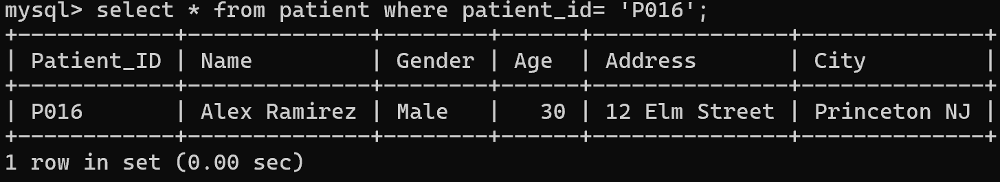 mysql> select * from patient where patient_id= 'P016';
+------------+--------------+--------+------+---------------+--------------+
| Patient_ID | Name         | Gender | Age  | Address       | City         |
+------------+--------------+--------+------+---------------+--------------+
| P016       | Alex Ramirez | Male   |   30 | 12 Elm Street | Princeton NJ |
+------------+--------------+--------+------+---------------+--------------+
1 row in set (0.00 sec)